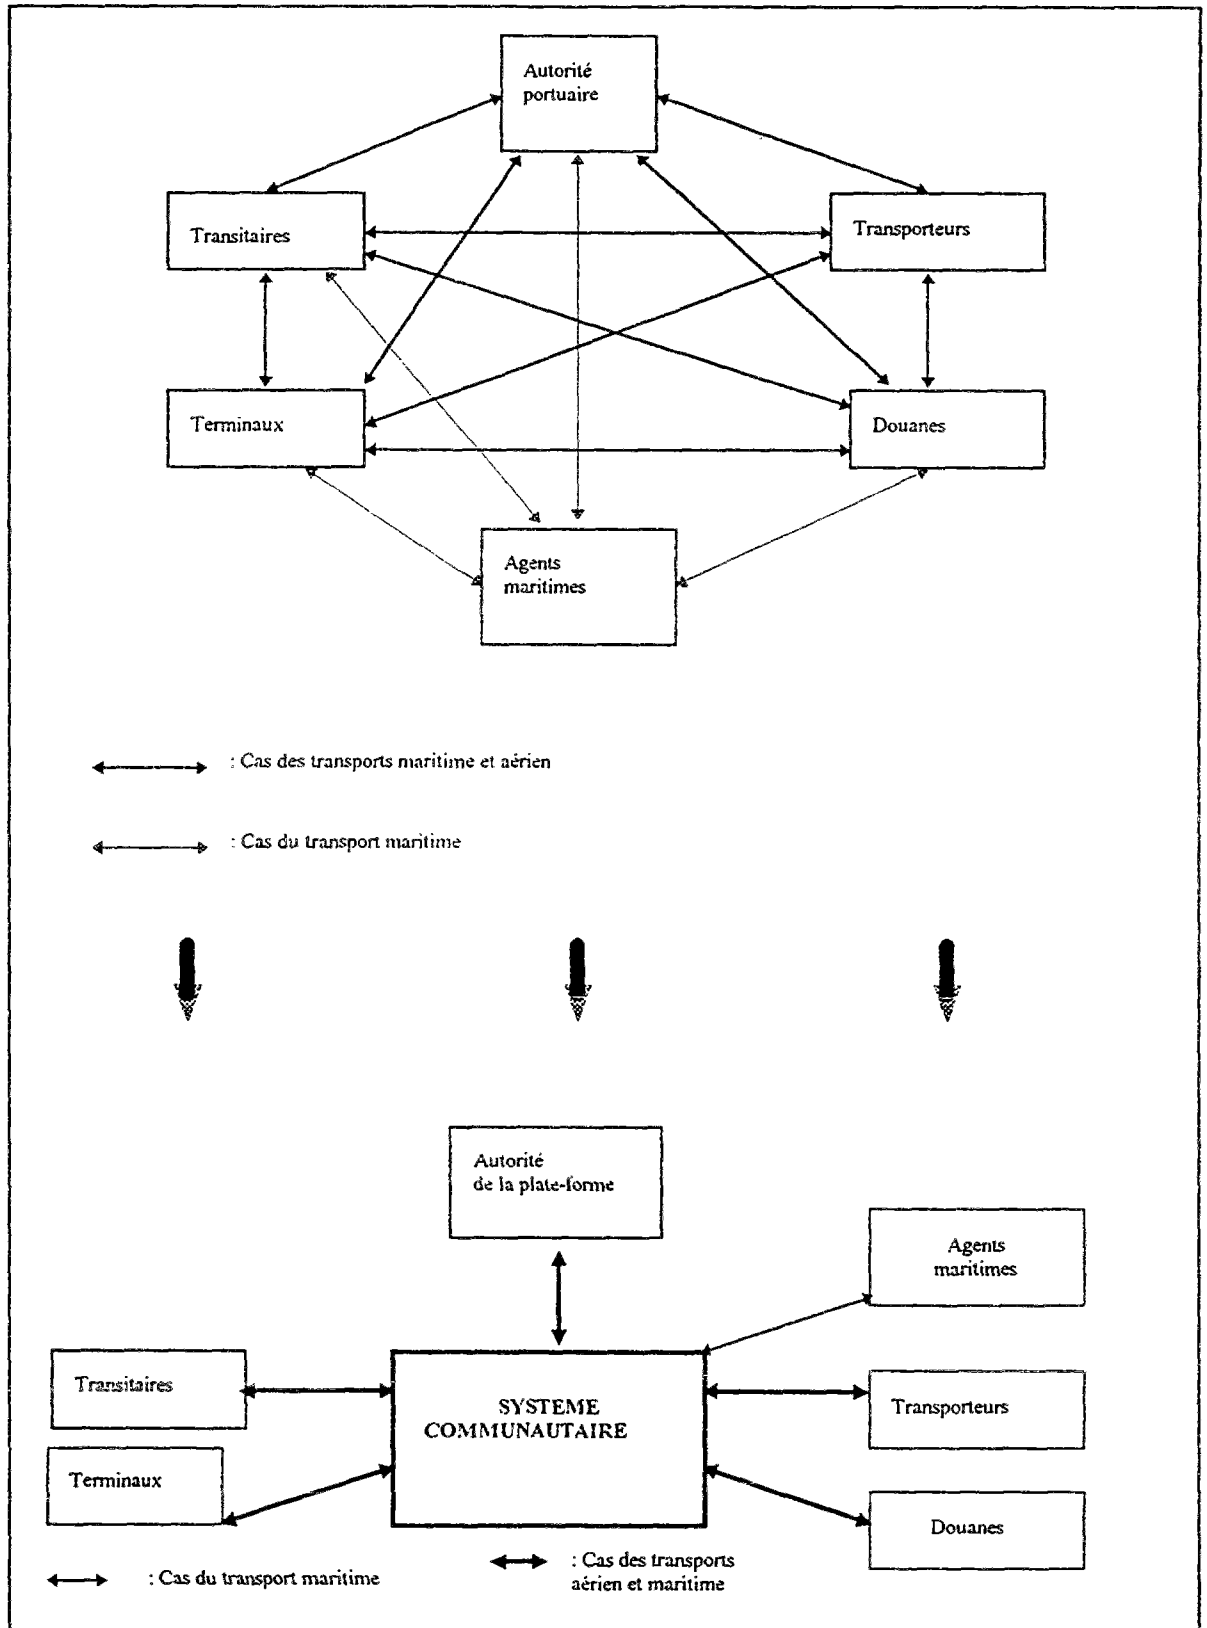 Autorité
portuaire
Transitaires
Transporteurs
Terminaux
Douanes
Agents
maritimes
: Cas des transports maritime et aérien
: Cas du transport maritime
Autorité
de la plate-forme
Agents
maritimes
Transitaires
SYSTEME
COMMUNAUTAIRE
Transporteurs
Terminaux
Douanes
: Cas du transport maritime
: Cas des transports
aérien et maritime